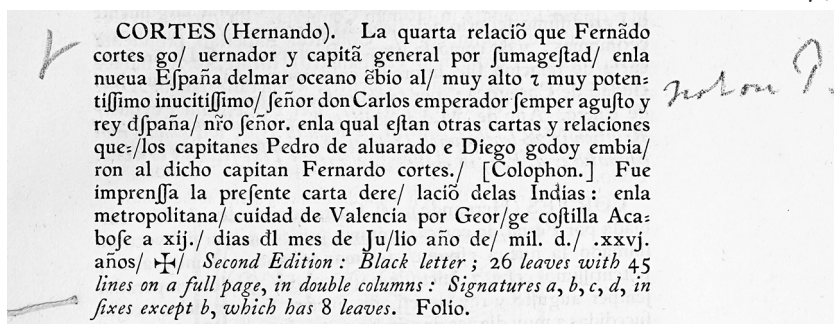 CORTES (Hernando). La quarta relaciõ que Fernãdo
cortes go/ uernador y capitã general por ſumageſtad/ enla
nueua Eſpaña delmar oceano ẽbio al/ muy alto ⁊ muy poten=
tiſſimo inucitiſſimo/ ſeñor don Carlos emperador ſemper aguſto y
rey dſpaña/ nr̃o ſeñor. enla qual eſtan otras cartas y relaciones
que=/los capitanes Pedro de aluarado e Diego godoy embia/
ron al dicho capitan Fernardo cortes./ [Colophon.] Fue
imprenſſa la preſente carta dere/ laciõ delas Indias : enla
metropolitana/ cuidad de Valencia por Geor/ge coſtilla Aca=
boſe a xij./ dias dl mes de Ju/lio año de/ mil. d./ .xxvj.
años/ ✠/ Second Edition : Black letter ; 26 leaves with 45
lines on a full page, in double columns : Signatures a, b, c, d, in
ſixes except b, which has 8 leaves. Folio.
not on